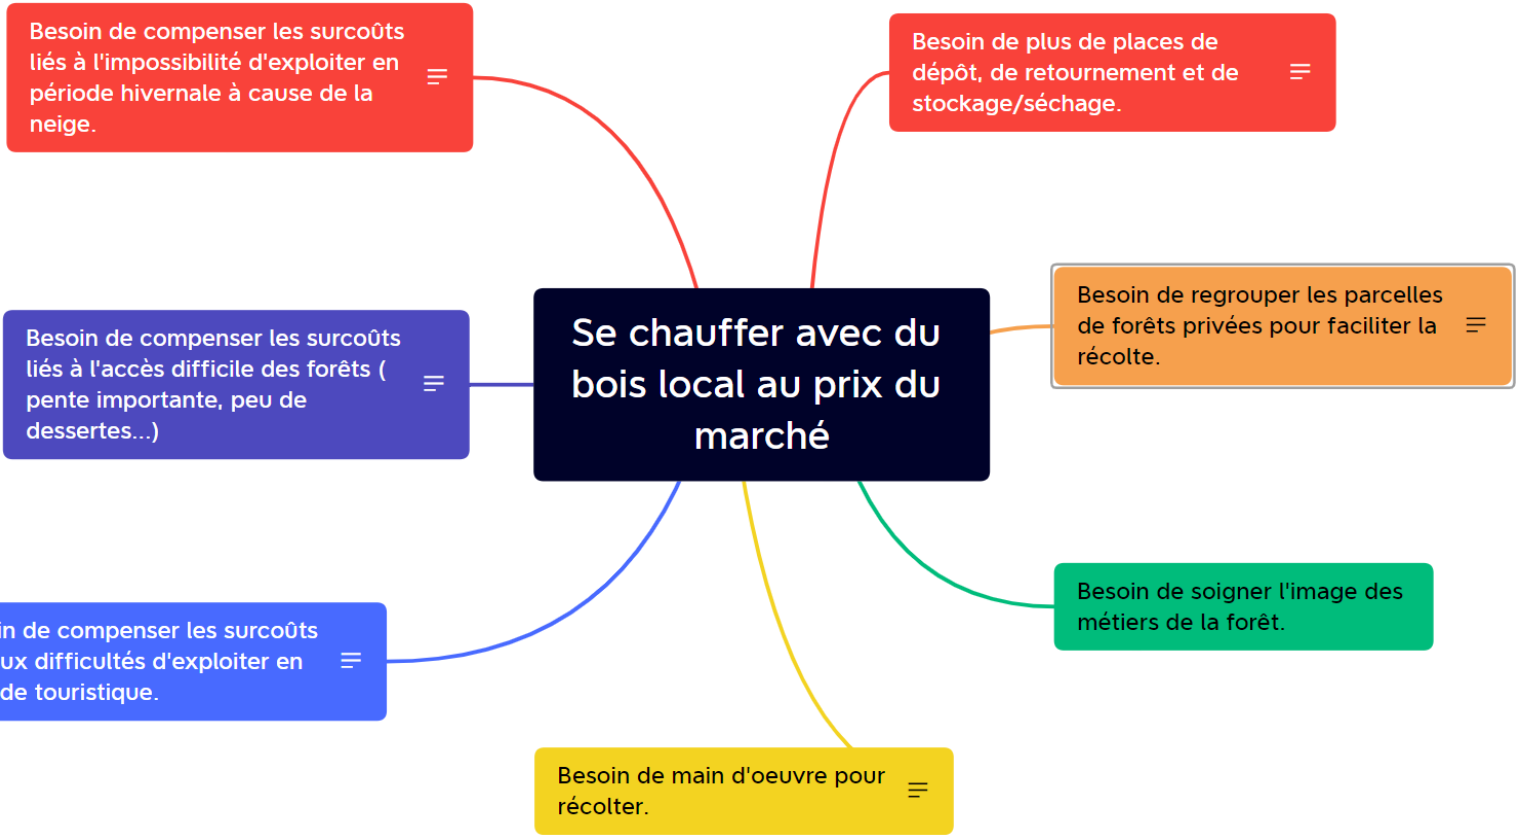 Besoin de compenser les surcoûts
liés à l'impossibilité d'exploiter en
période hivernale à cause de la
neige.
Besoin de plus de places de
dépôt, de retournement et de
stockage/séchage.
Besoin de regrouper les parcelles
de forêts privées pour faciliter la
récolte.
Se chauffer avec du
bois local au prix du
marché
Besoin de compenser les surcoûts
liés à l'accès difficile des forêts (
pente importante, peu de
dessertes...)
Besoin de soigner l'image des
métiers de la forêt.
de compenser les surcoûts
difficultés d'exploiter en
touristique.
Besoin de main d'oeuvre pour
récolter.